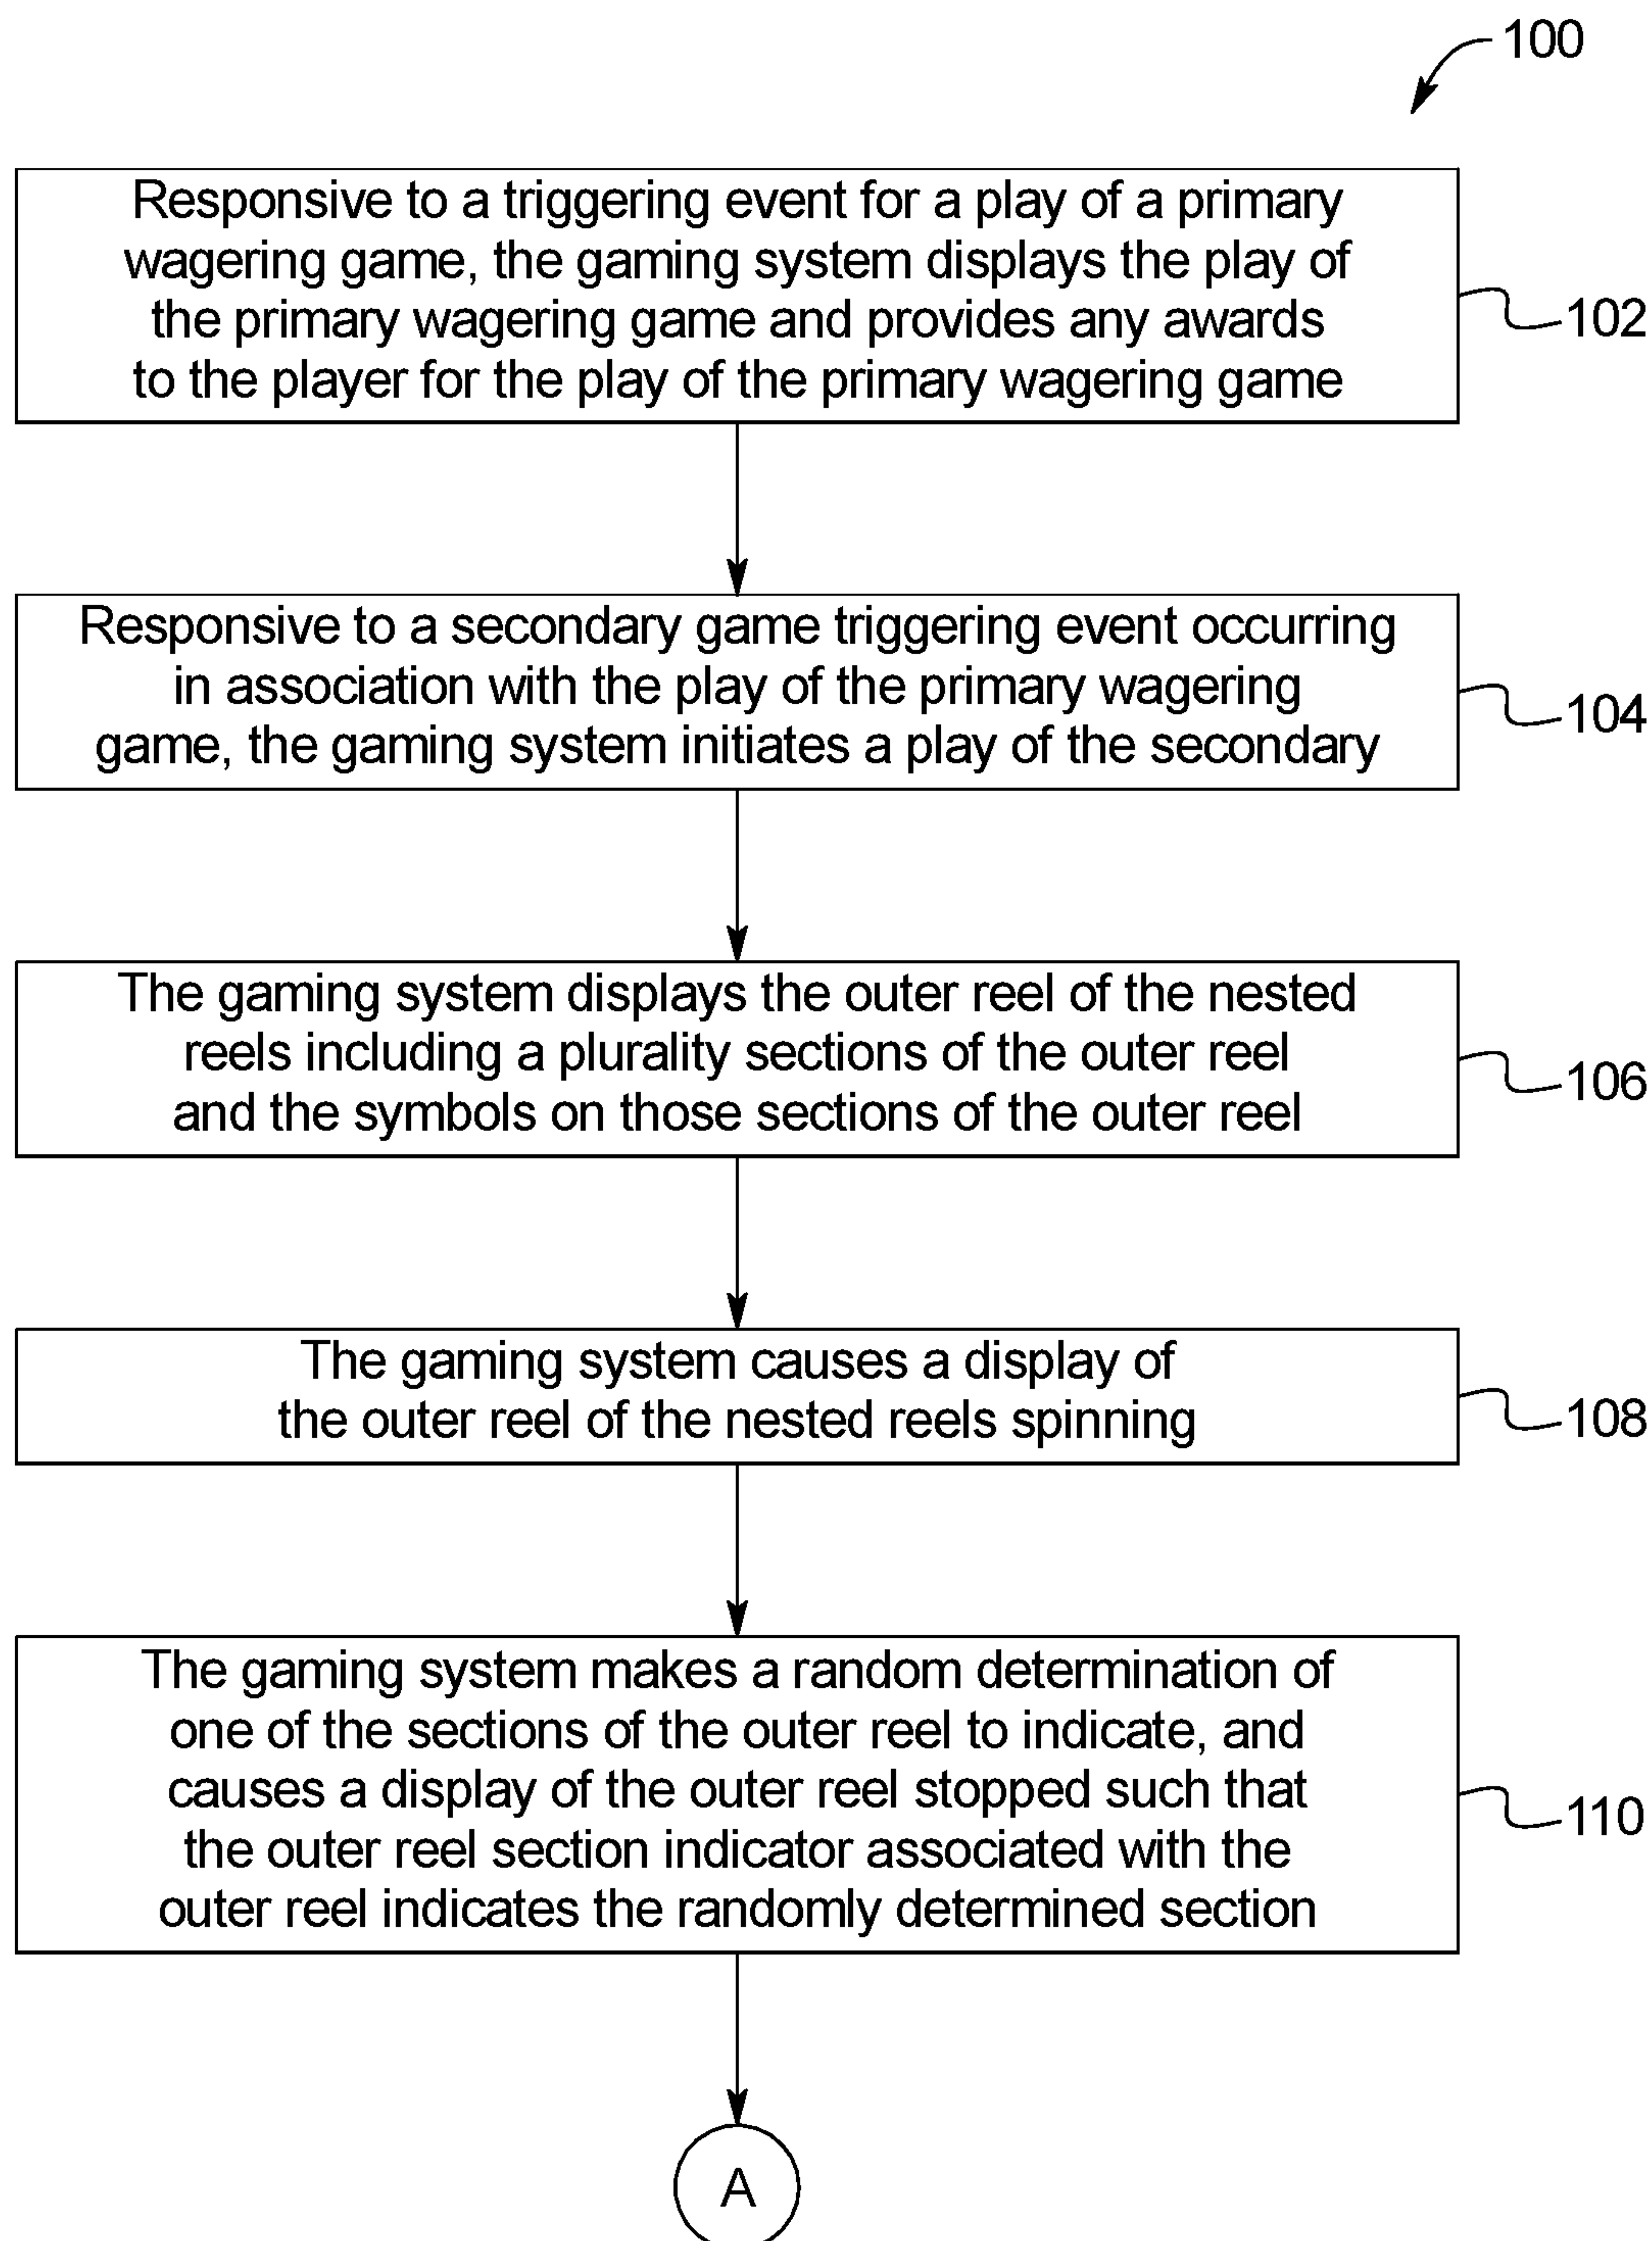 100
Responsive to a triggering event for a play of a primary
wagering game, the gaming system displays the play of
the primary wagering game and provides any awards
to the player for the play of the primary wagering game
102
Responsive to a secondary game triggering event occurring
in association with the play of the primary wagering
game, the gaming system initiates a play of the secondary
104
The gaming system displays the outer reel of the nested
reels including a plurality sections of the outer reel
and the symbols on those sections of the outer reel
106
The gaming system causes a display of
the outer reel of the nested reels spinning
108
The gaming system makes a random determination of
one of the sections of the outer reel to indicate, and
causes a display of the outer reel stopped such that
the outer reel section indicator associated with the
outer reel indicates the randomly determined section
110
A